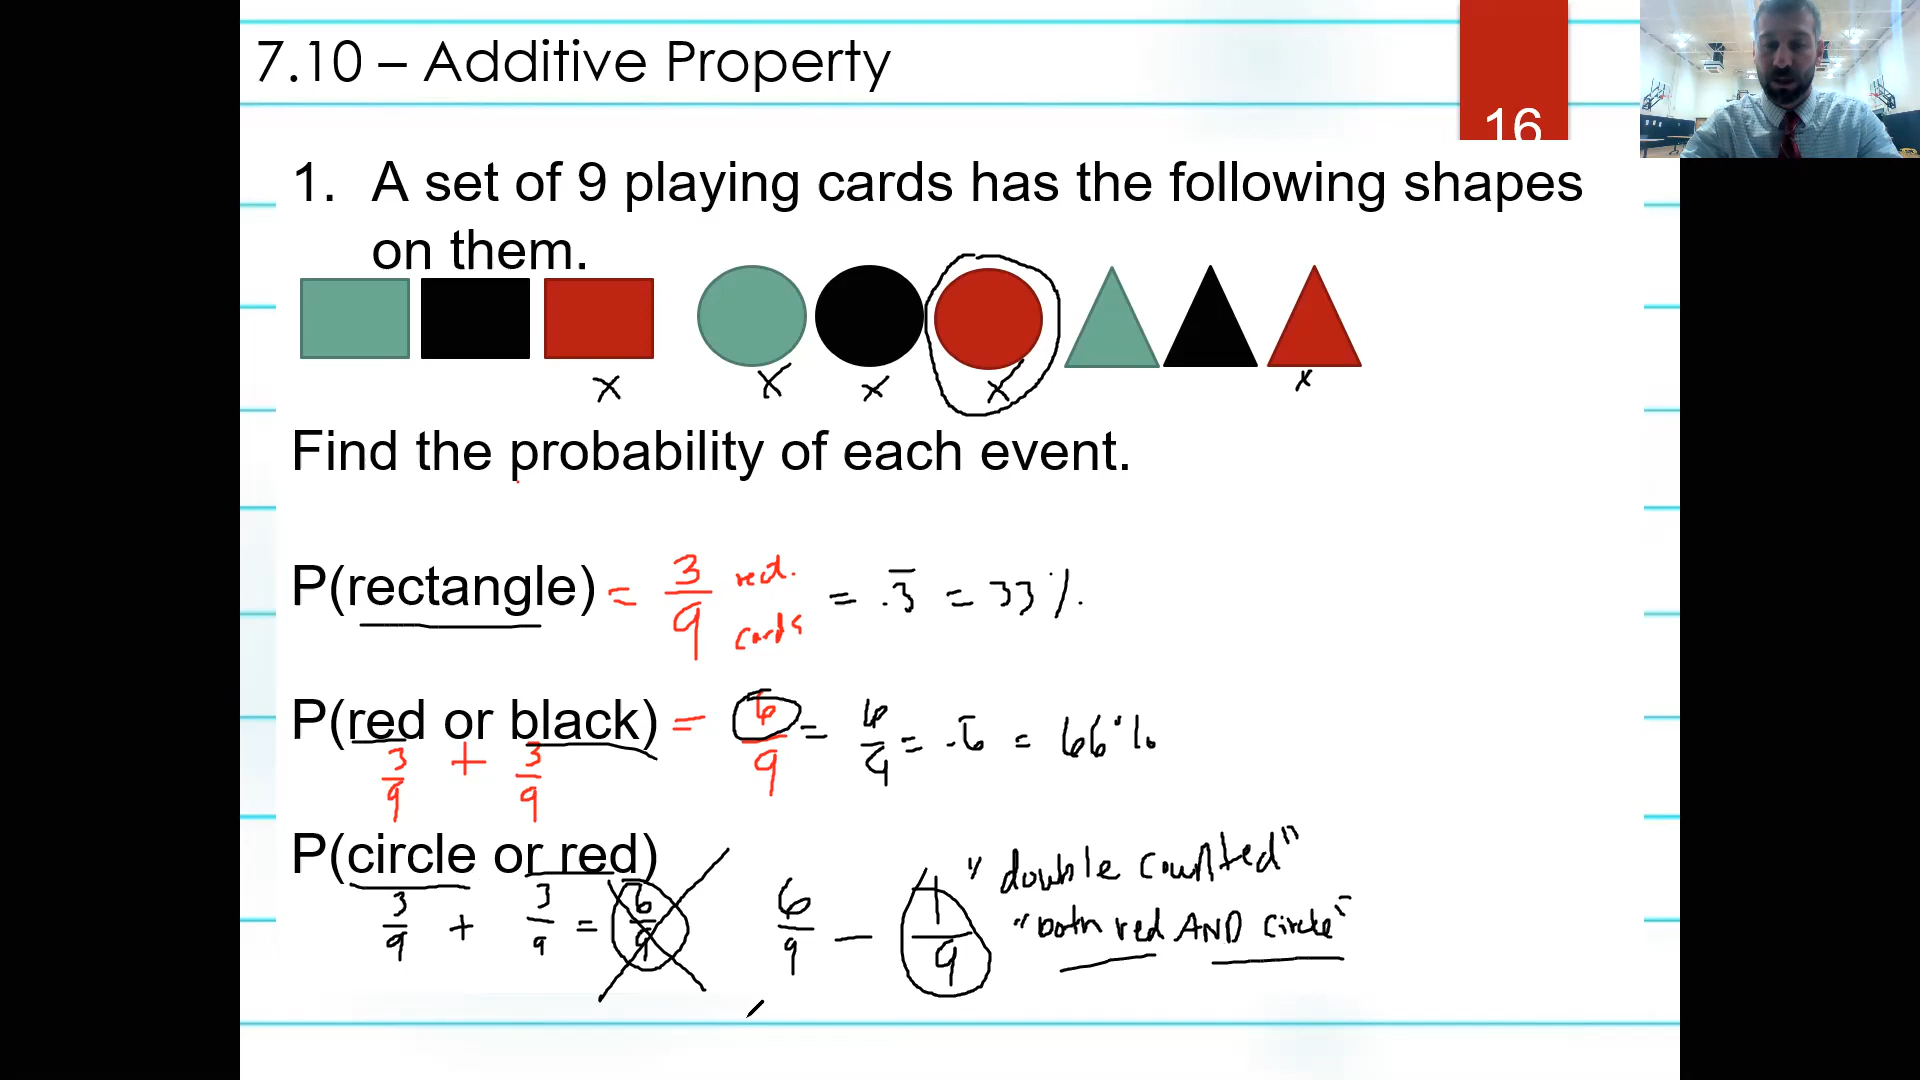 7.10 – Additive Property
16
1. A set of 9 playing cards has the following shapes
on them.
x x x x x
Find the probability of each event.
P(rectangle) = 3/9 rect. cards = .3̅ = 33%
P(red or black) = 6/9 = 6/9 = .6̅ = 66%
3/9 + 3/9
P(circle or red)
3/9 + 3/9 = 6/9 6/9 – 1/9
"double counted"
"both red AND circle"